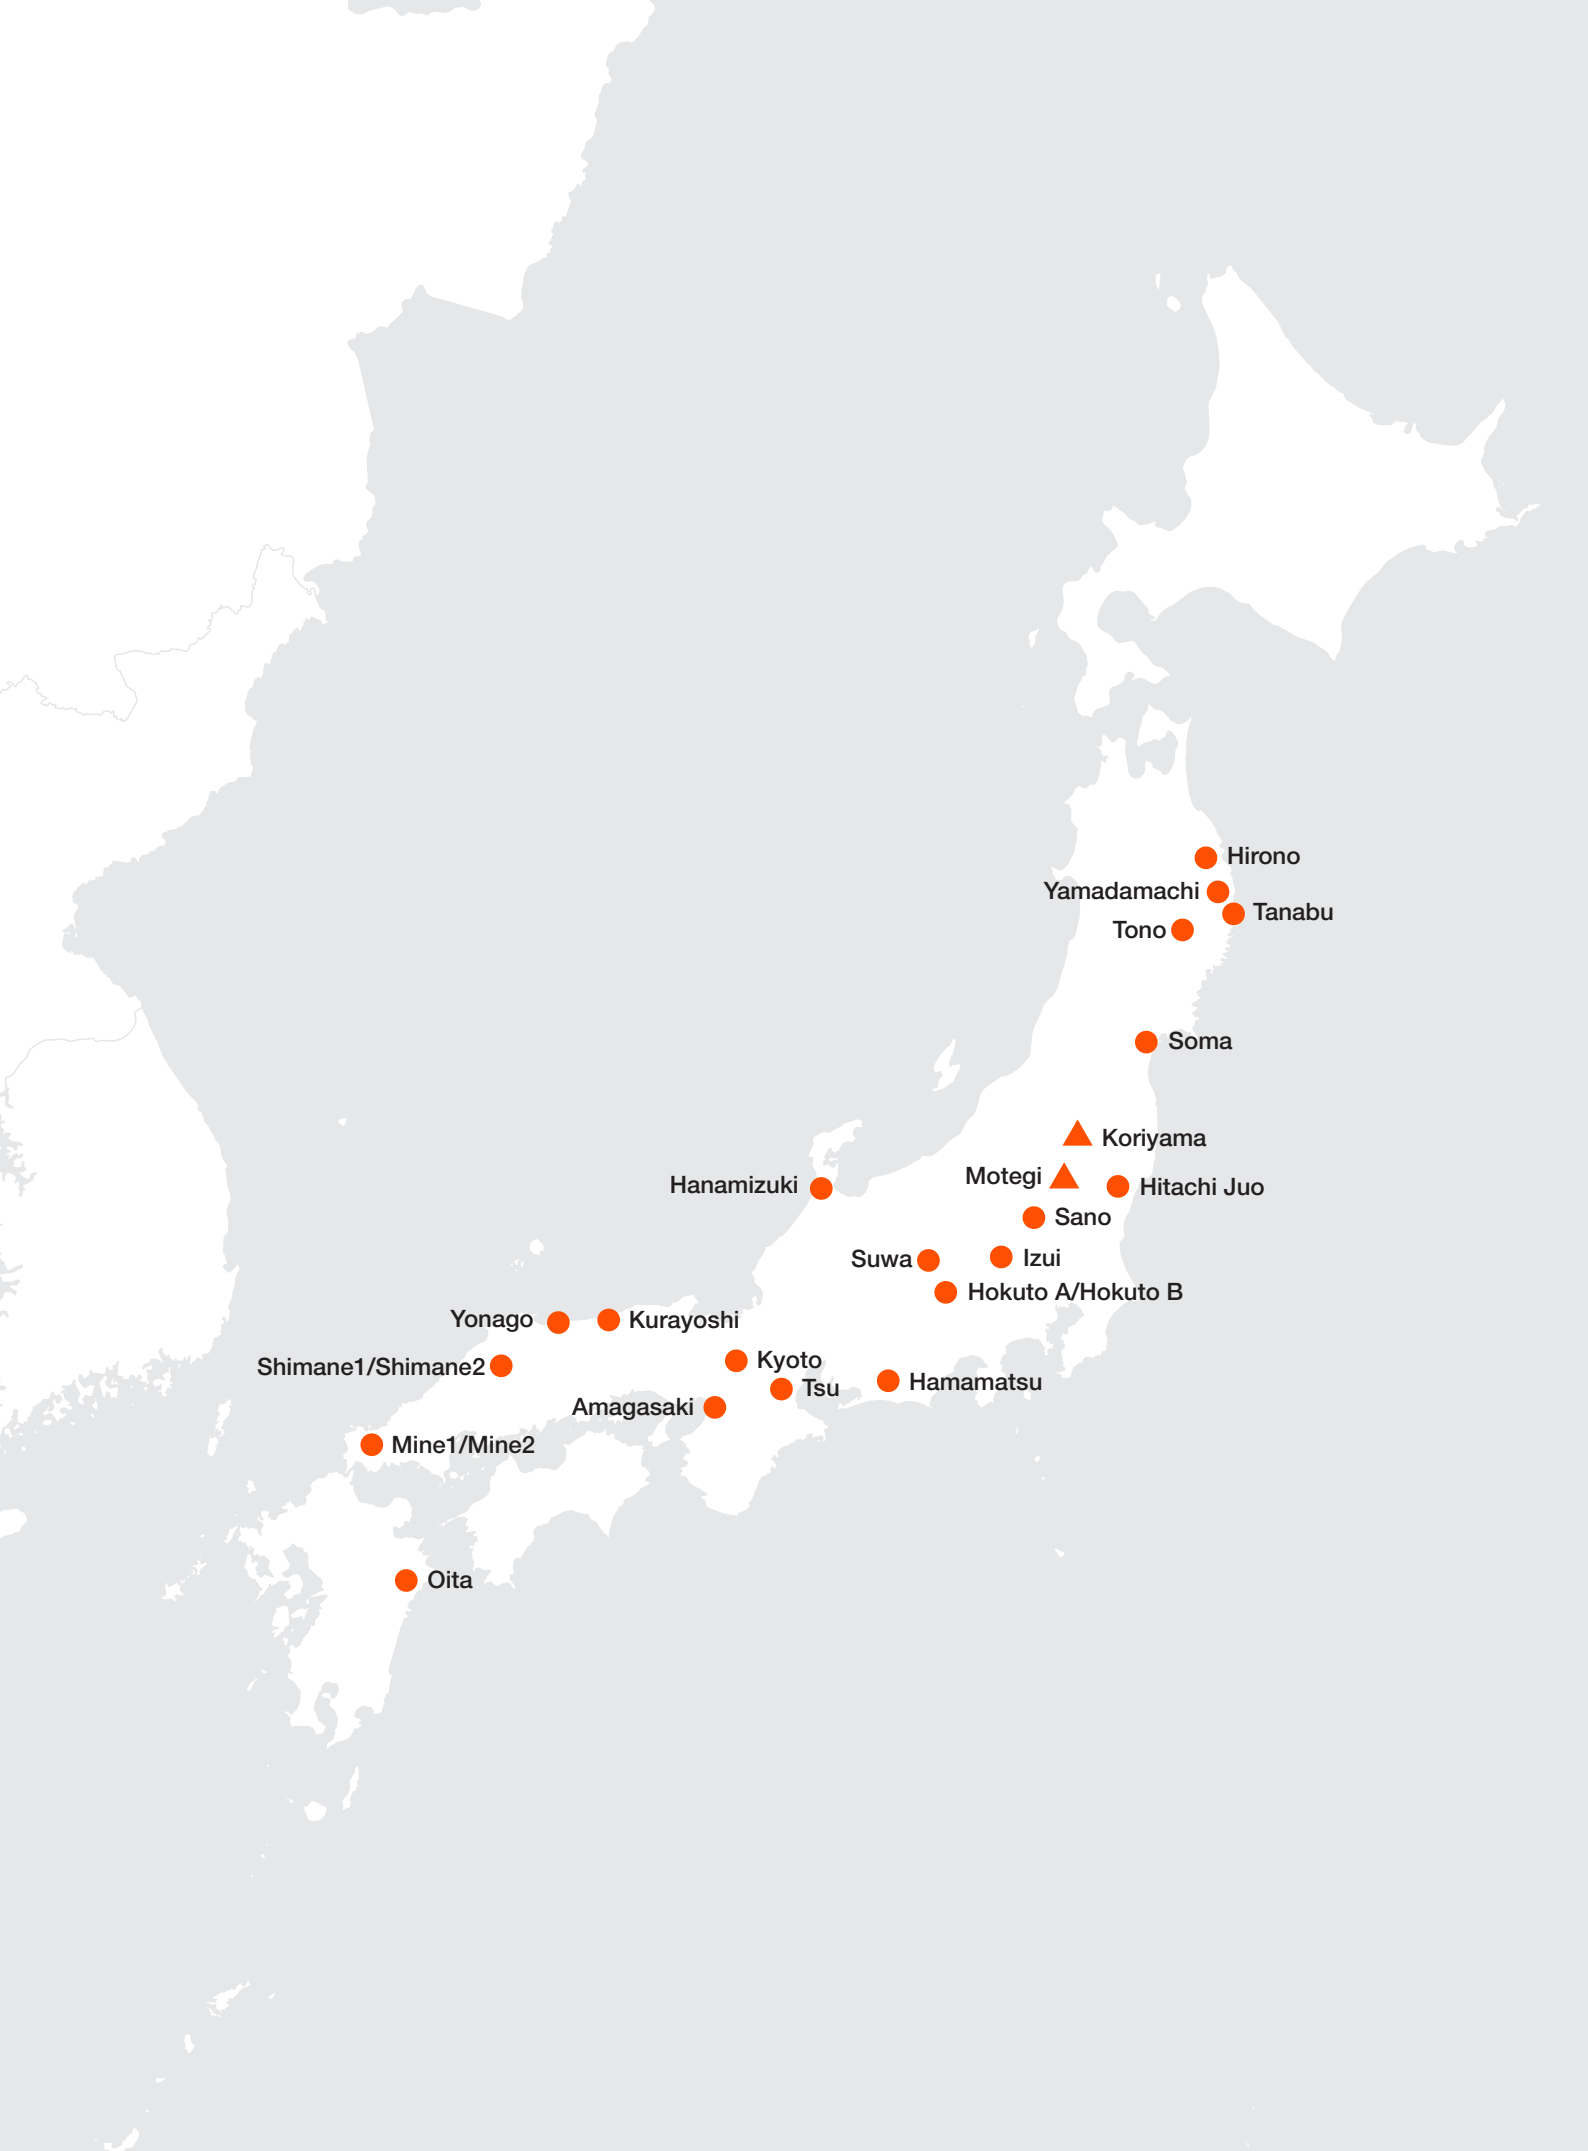 Hirono
Yamadamachi
Tanabu
Tono
Soma
Koriyama
Motegi
Hanamizuki
Hitachi Juo
Sano
Suwa
Izui
Hokuto A/Hokuto B
Yonago
Kurayoshi
Kyoto
Shimane1/Shimane2
Hamamatsu
Tsu
Amagasaki
Mine1/Mine2
Oita